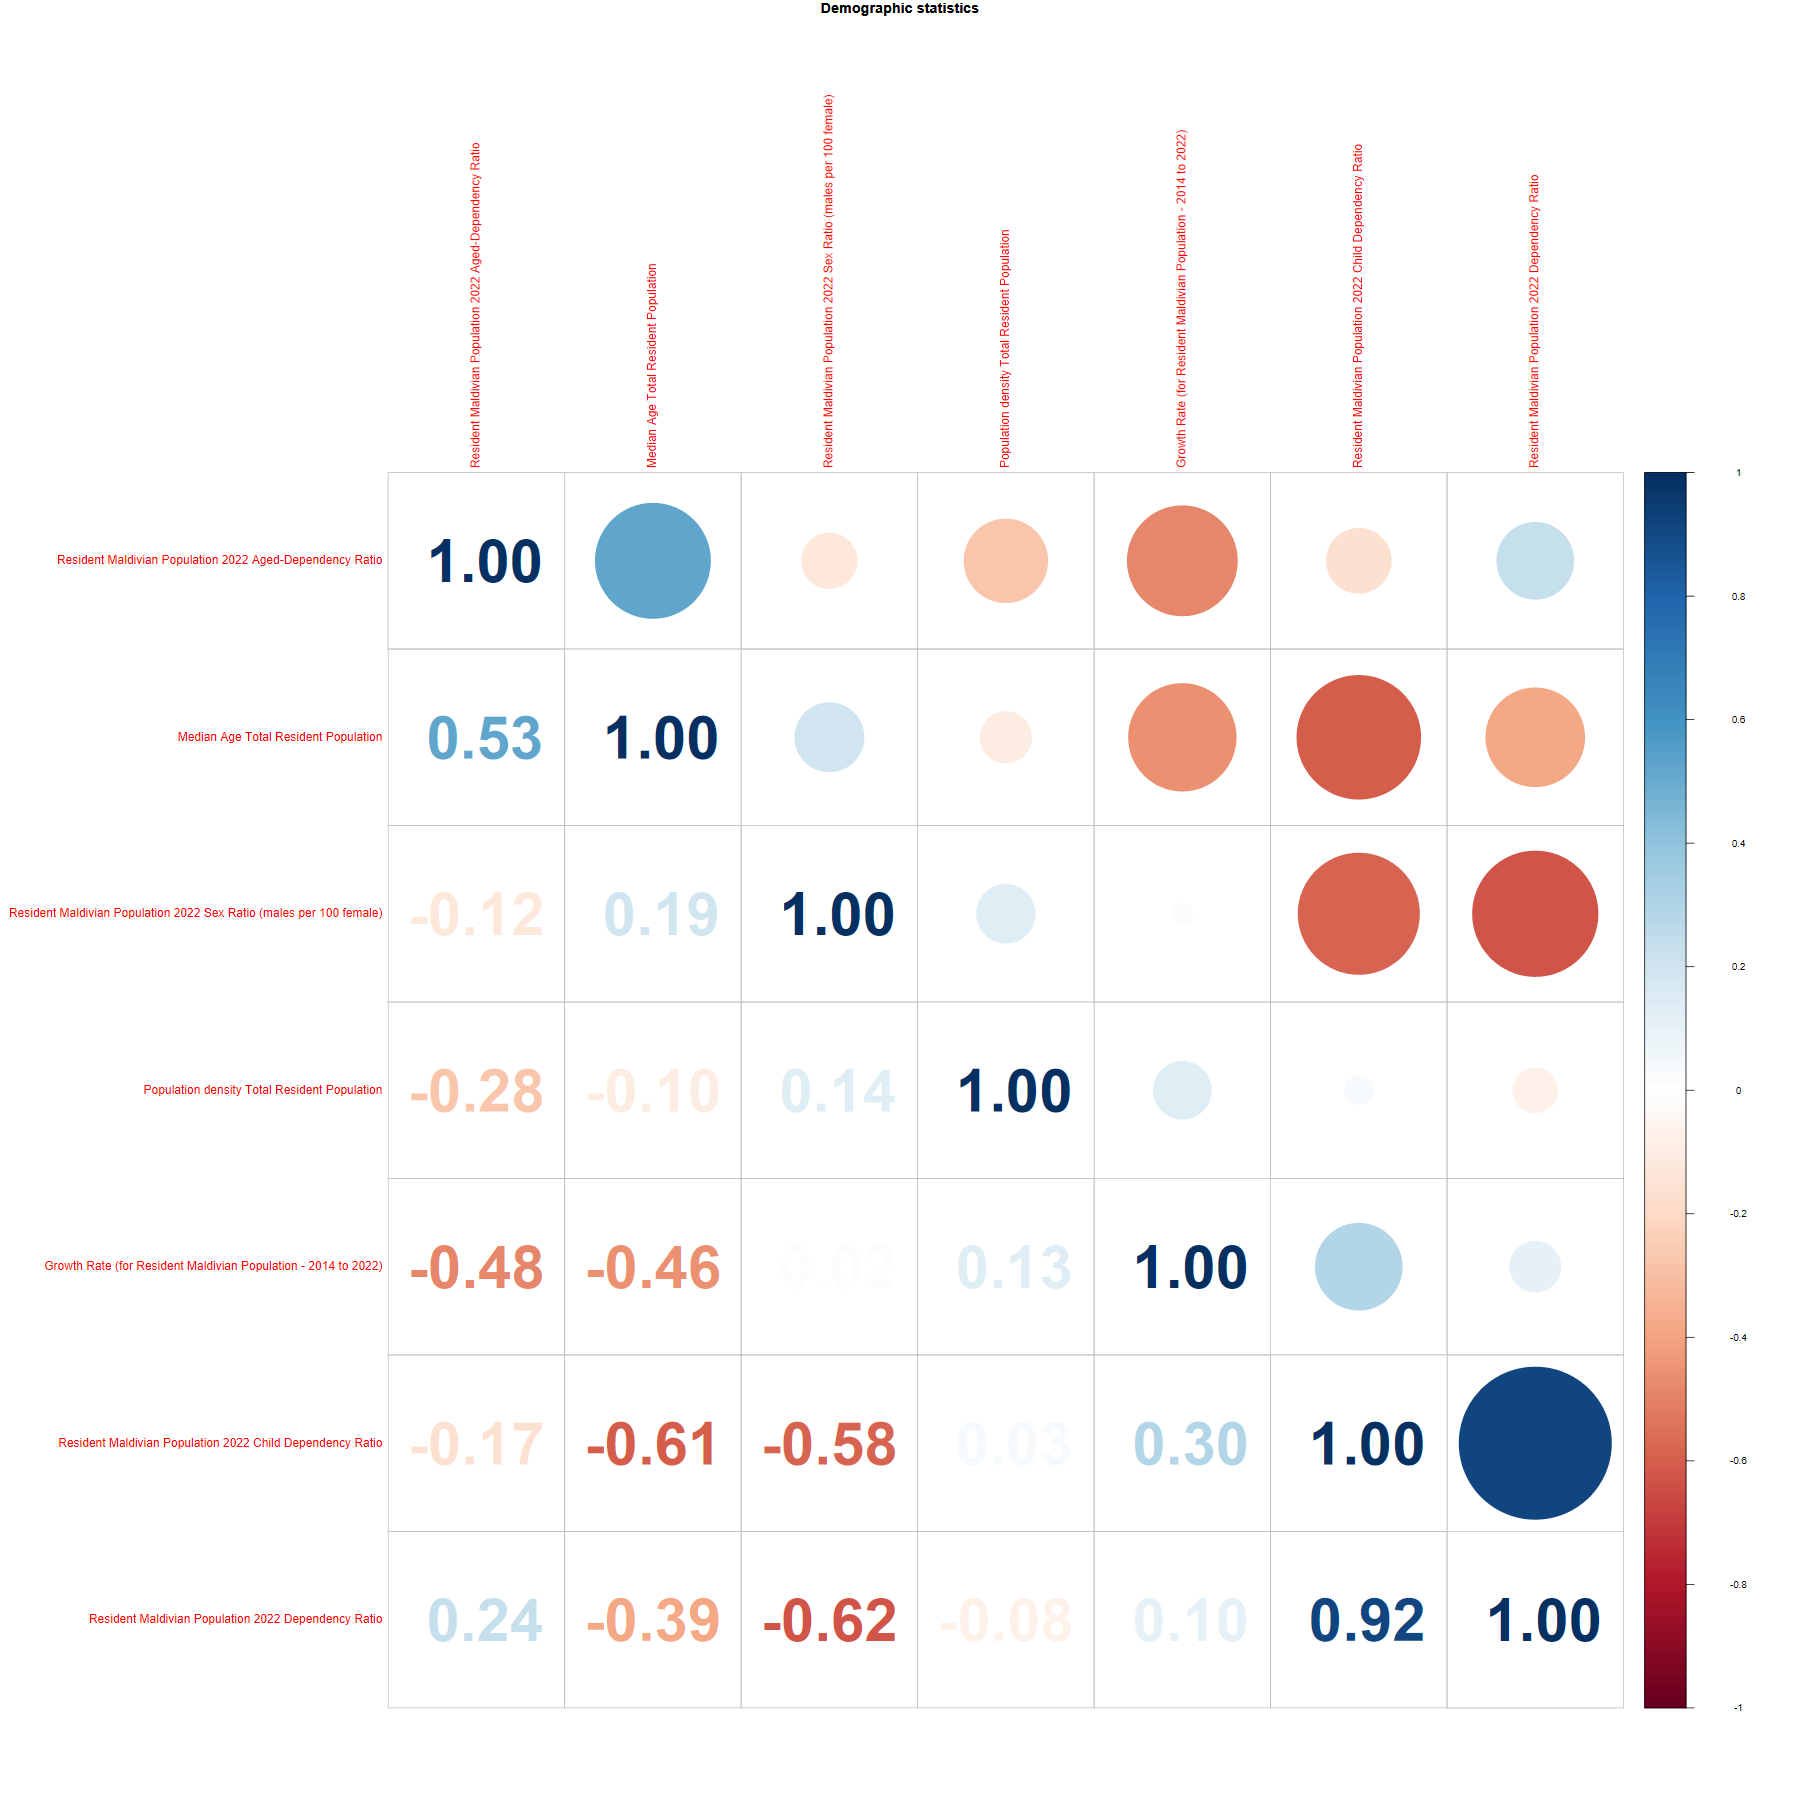 Demographic statistics
Resident Maldivian Population 2022 Aged-Dependency Ratio
Median Age Total Resident Population
Resident Maldivian Population 2022 Sex Ratio (males per 100 female)
Population density Total Resident Population
Growth Rate (for Resident Maldivian Population - 2014 to 2022)
Resident Maldivian Population 2022 Child Dependency Ratio
Resident Maldivian Population 2022 Dependency Ratio
Resident Maldivian Population 2022 Aged-Dependency Ratio 1.00
Median Age Total Resident Population 0.53 1.00
Resident Maldivian Population 2022 Sex Ratio (males per 100 female) -0.12 0.19 1.00
Population density Total Resident Population -0.28 -0.10 0.14 1.00
Growth Rate (for Resident Maldivian Population - 2014 to 2022) -0.48 -0.46 0.02 0.13 1.00
Resident Maldivian Population 2022 Child Dependency Ratio -0.17 -0.61 -0.58 0.03 0.30 1.00
Resident Maldivian Population 2022 Dependency Ratio 0.24 -0.39 -0.62 -0.08 0.10 0.92 1.00
1
0.8
0.6
0.4
0.2
0
-0.2
-0.4
-0.6
-0.8
-1